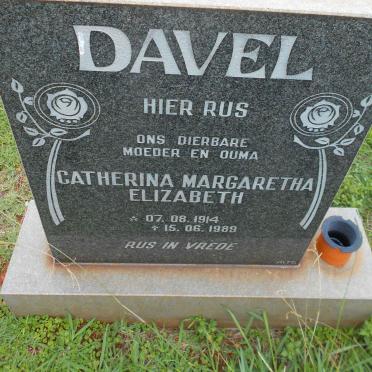 DAVEL
HIER RUS
ONS DIERBARE
MOEDER EN OUMA
CATHERINA MARGARETHA
ELIZABETH
* 07.08.1914
† 15.06.1989
RUS IN VREDE